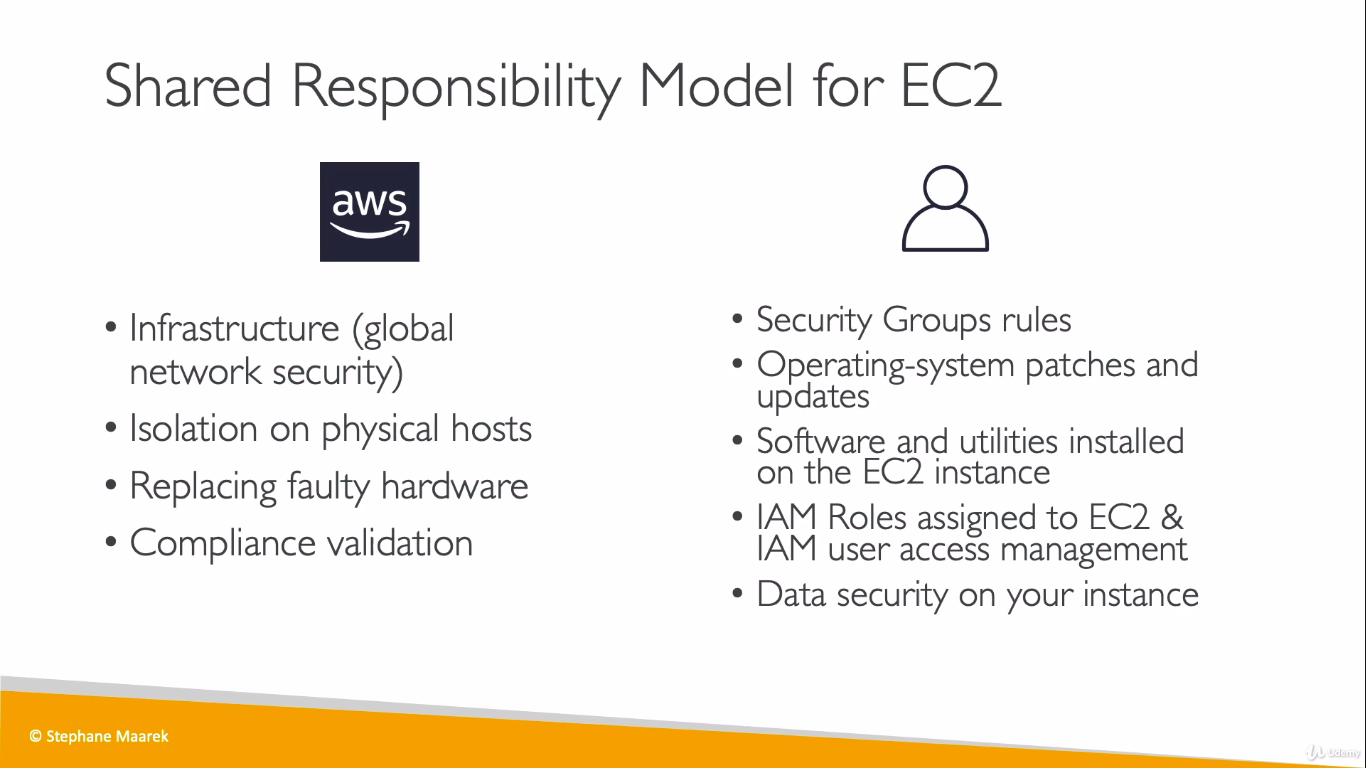 Shared Responsibility Model for EC2
aws
• Infrastructure (global
network security)
• Isolation on physical hosts
• Replacing faulty hardware
• Compliance validation
• Security Groups rules
• Operating-system patches and
updates
• Software and utilities installed
on the EC2 instance
• IAM Roles assigned to EC2 &
IAM user access management
• Data security on your instance
© Stephane Maarek
Udemy